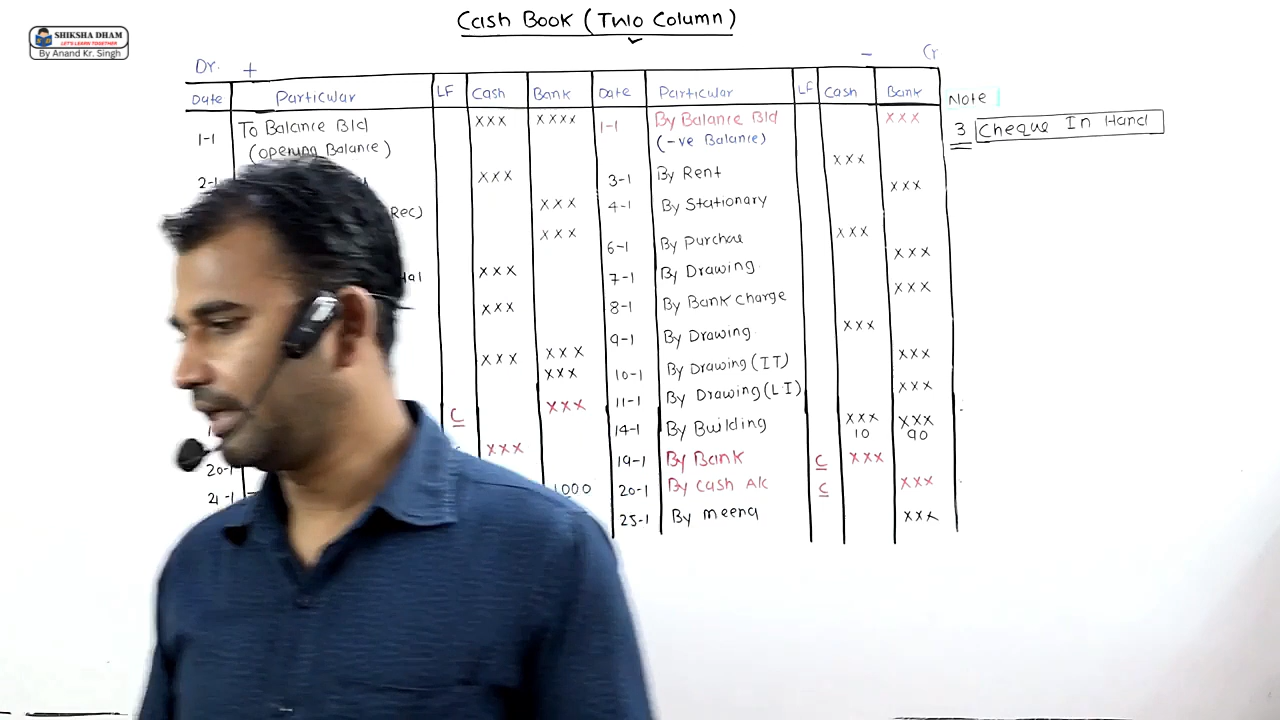 SHIKSHA DHAM
LET'S LEARN TOGETHER
By Anand Kr. Singh
Cash Book (Two Column)
Dr. + - Cr
Date Particular LF Cash Bank Date Particular LF Cash Bank
1-1 To Balance B/d xxx xxxx 1-1 By Balance B/d xxx
(opening Balance) (-ve Balance)
2-1 xxx 3-1 By Rent xxx
Rec) xxx 4-1 By Stationary xxx
xxx 6-1 By Purchae xxx
xxx 7-1 By Drawing xxx
xxx 8-1 By Bank charge xxx
9-1 By Drawing xxx
xxx xxx 10-1 By Drawing (IT) xxx
xxx 11-1 By Drawing (L.I) xxx
C xxx 14-1 By Building xxx xxx
10 90
xxx 19-1 By Bank C xxx
20-1 1000 20-1 By Cash A/c C xxx
21-1 25-1 By meena xxx
Note
3 Cheque In Hand